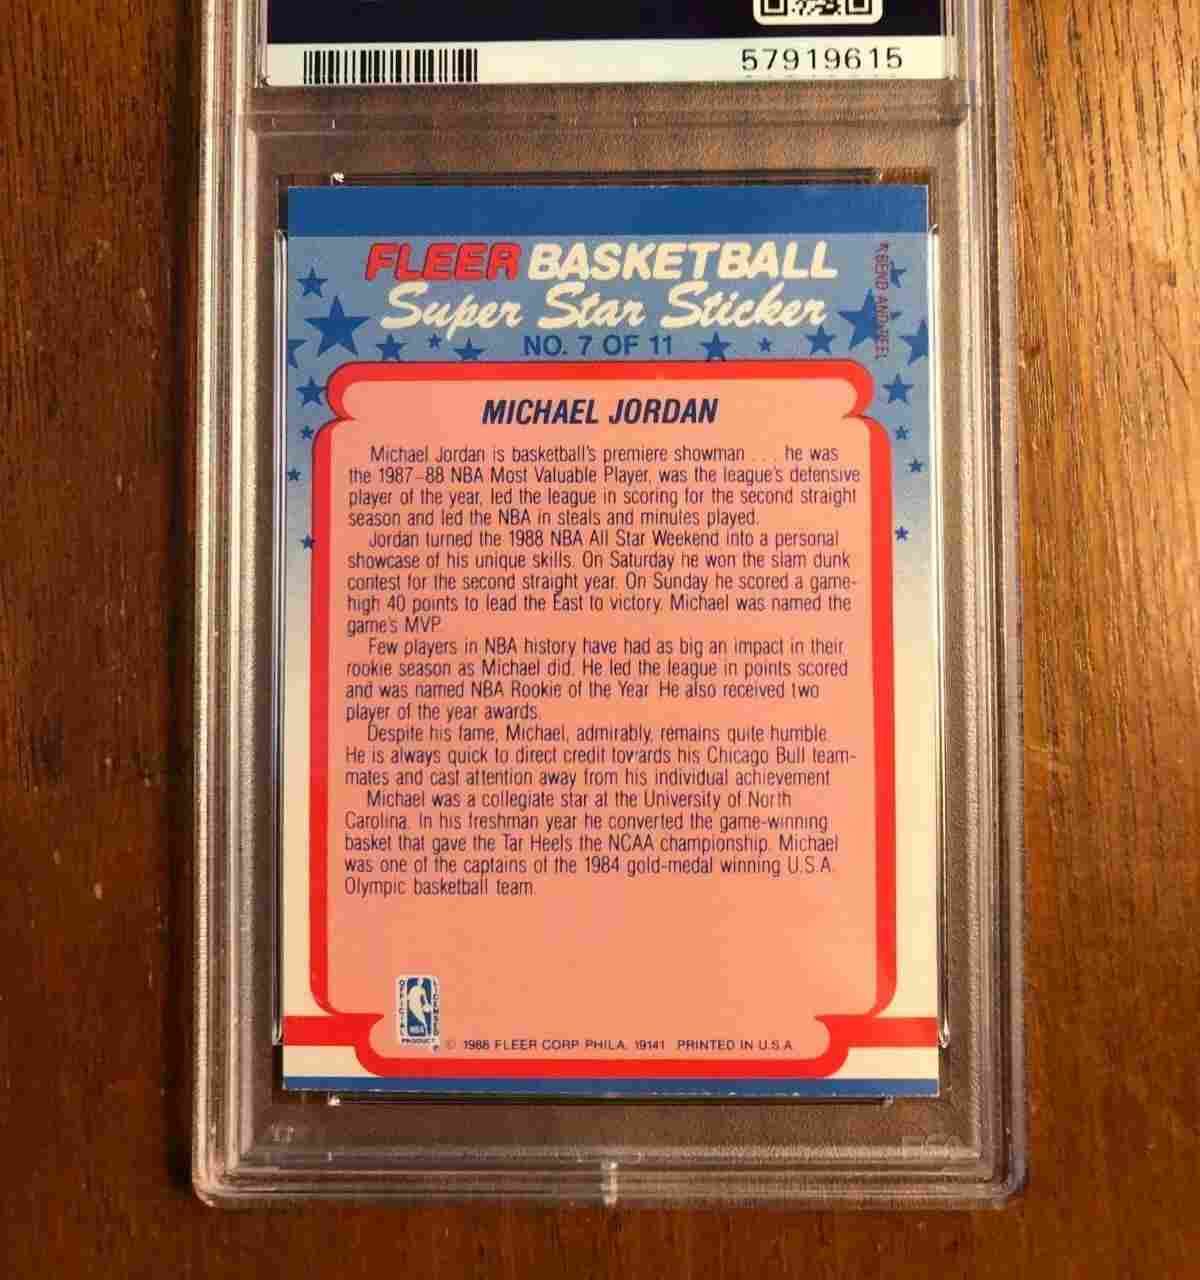 57919615
FLEER BASKETBALL
Super Star Sticker
NO. 7 OF 11
BEND AND PEEL
MICHAEL JORDAN
Michael Jordan is basketball's premiere showman . . . he was
the 1987–88 NBA Most Valuable Player, was the league's defensive
player of the year, led the league in scoring for the second straight
season and led the NBA in steals and minutes played.
Jordan turned the 1988 NBA All Star Weekend into a personal
showcase of his unique skills. On Saturday he won the slam dunk
contest for the second straight year. On Sunday he scored a game-
high 40 points to lead the East to victory. Michael was named the
game's MVP.
Few players in NBA history have had as big an impact in their
rookie season as Michael did. He led the league in points scored
and was named NBA Rookie of the Year. He also received two
player of the year awards.
Despite his fame, Michael, admirably, remains quite humble.
He is always quick to direct credit towards his Chicago Bull team-
mates and cast attention away from his individual achievement
Michael was a collegiate star at the University of North
Carolina. In his freshman year he converted the game-winning
basket that gave the Tar Heels the NCAA championship. Michael
was one of the captains of the 1984 gold-medal winning U.S.A.
Olympic basketball team.
OFFICIAL LICENSED
NBA
PRODUCT
© 1988 FLEER CORP. PHILA. 19141 PRINTED IN U.S.A.